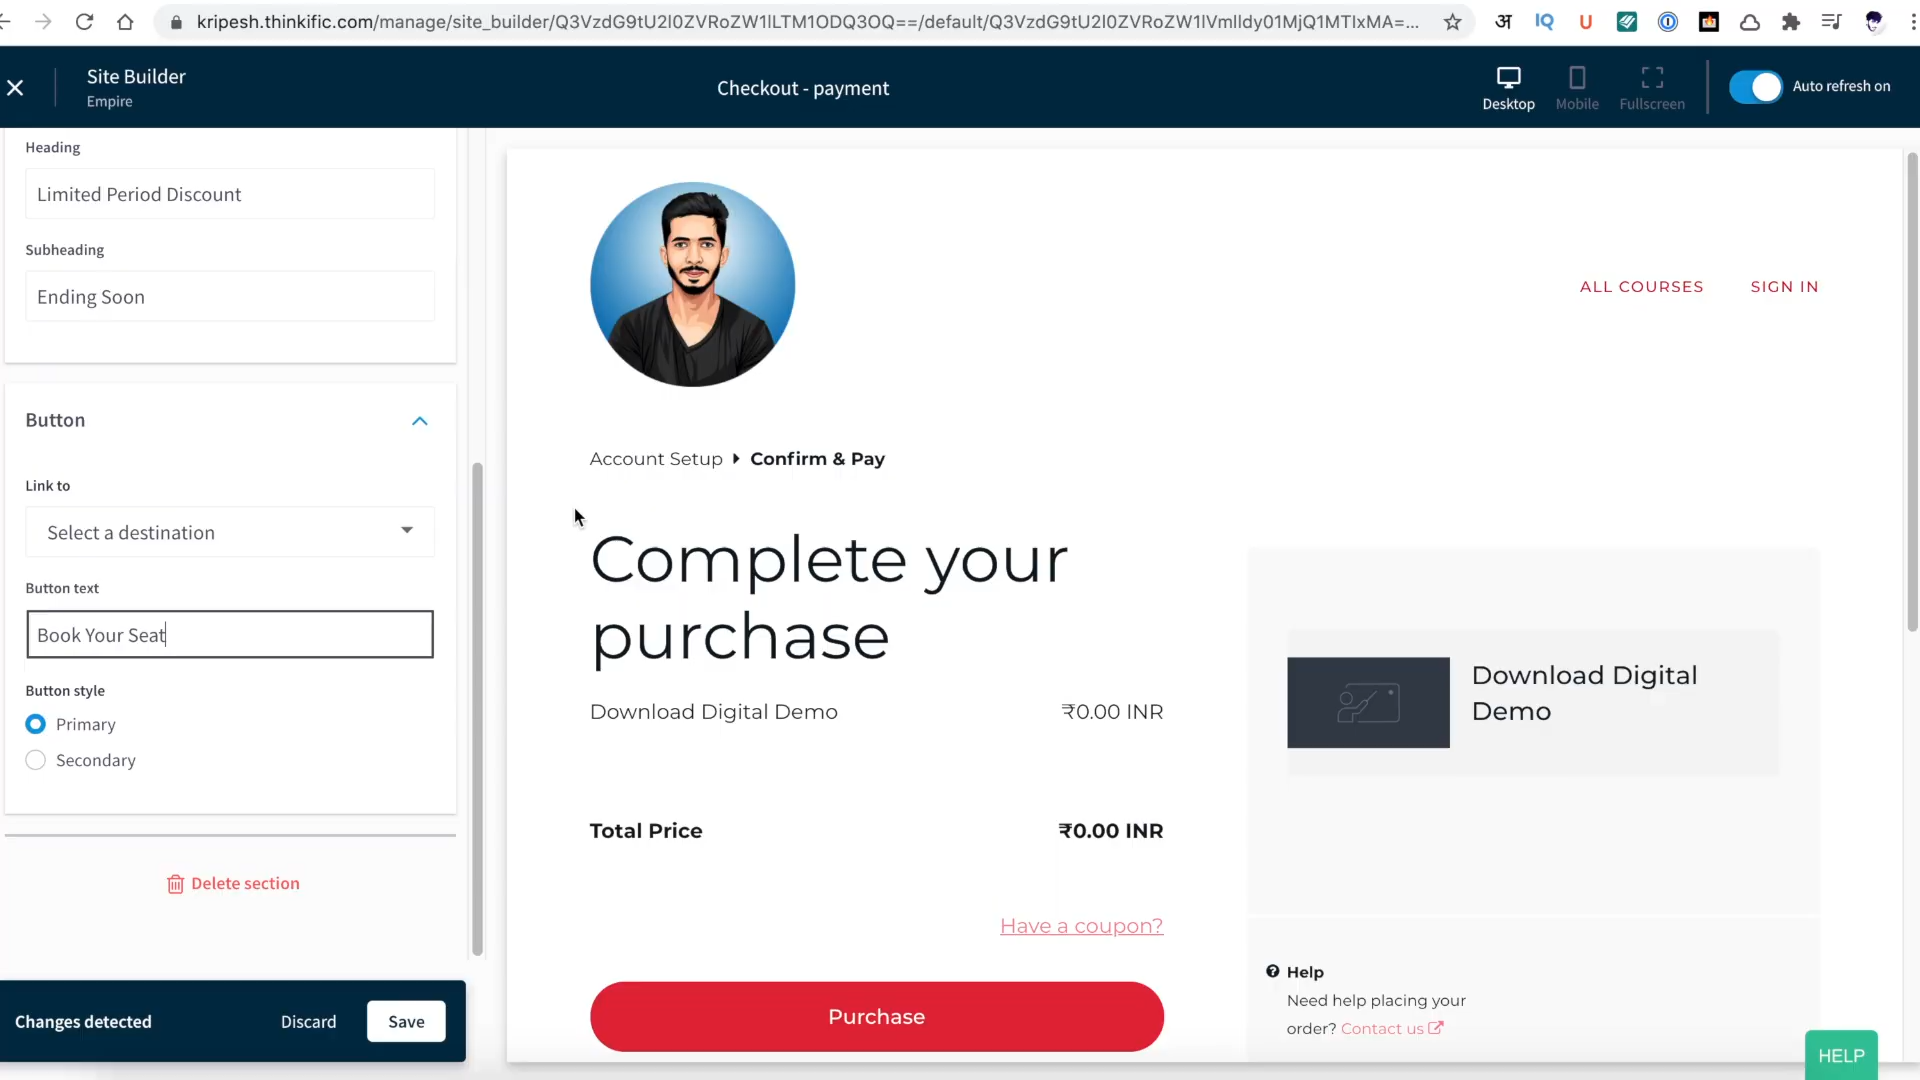 kripesh.thinkific.com/manage/site_builder/Q3VzdG9tU2l0ZVRoZW1lLTM1ODQ3OQ==/default/Q3VzdG9tU2l0ZVRoZW1lVmlldy01MjQ1MTIxMA=...
अ
IQ
U
Site Builder
Empire
Checkout - payment
Desktop
Mobile
Fullscreen
Auto refresh on
Heading
Limited Period Discount
Subheading
Ending Soon
Button
Link to
Select a destination
Button text
Book Your Seat
Button style
Primary
Secondary
Delete section
Changes detected
Discard
Save
ALL COURSES
SIGN IN
Account Setup
Confirm & Pay
Complete your
purchase
Download Digital Demo
₹0.00 INR
Total Price
₹0.00 INR
Have a coupon?
Purchase
Download Digital
Demo
Help
Need help placing your
order? Contact us
HELP